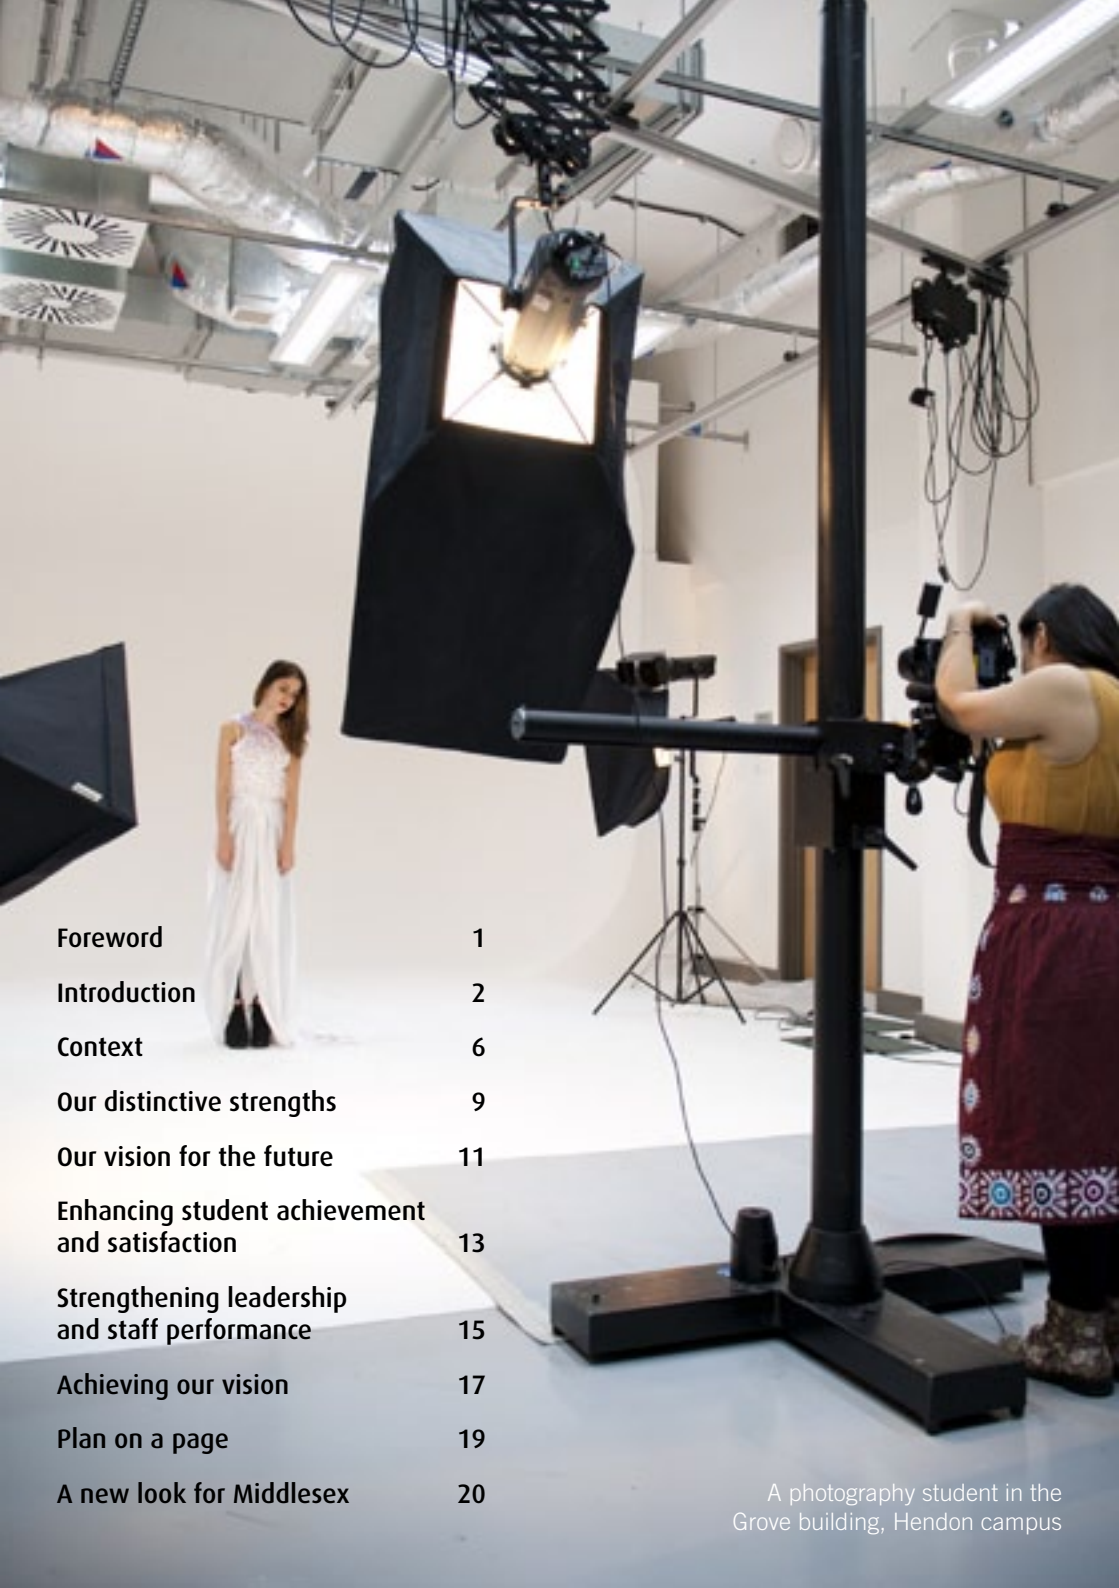 Foreword 1
Introduction 2
Context 6
Our distinctive strengths 9
Our vision for the future 11
Enhancing student achievement
and satisfaction 13
Strengthening leadership
and staff performance 15
Achieving our vision 17
Plan on a page 19
A new look for Middlesex 20
A photography student in the
Grove building, Hendon campus